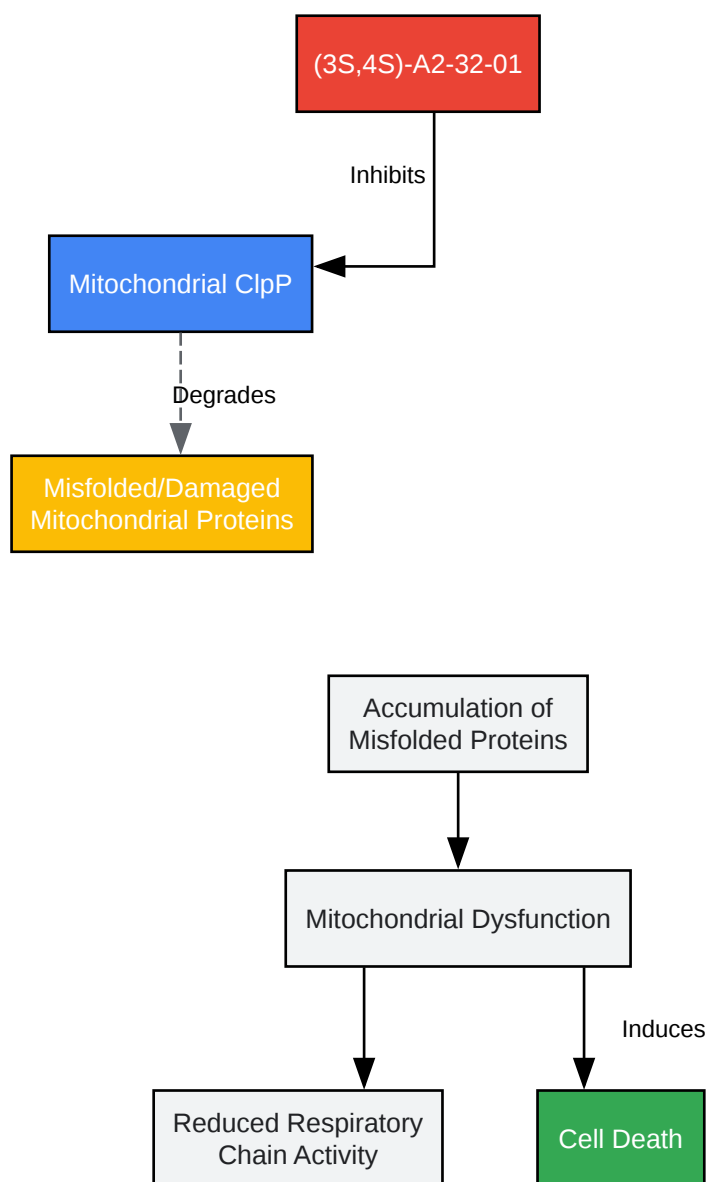 (3S,4S)-A2-32-01
Inhibits
Mitochondrial ClpP
Degrades
Misfolded/Damaged
Mitochondrial Proteins
Accumulation of
Misfolded Proteins
Mitochondrial Dysfunction
Induces
Reduced Respiratory
Chain Activity
Cell Death